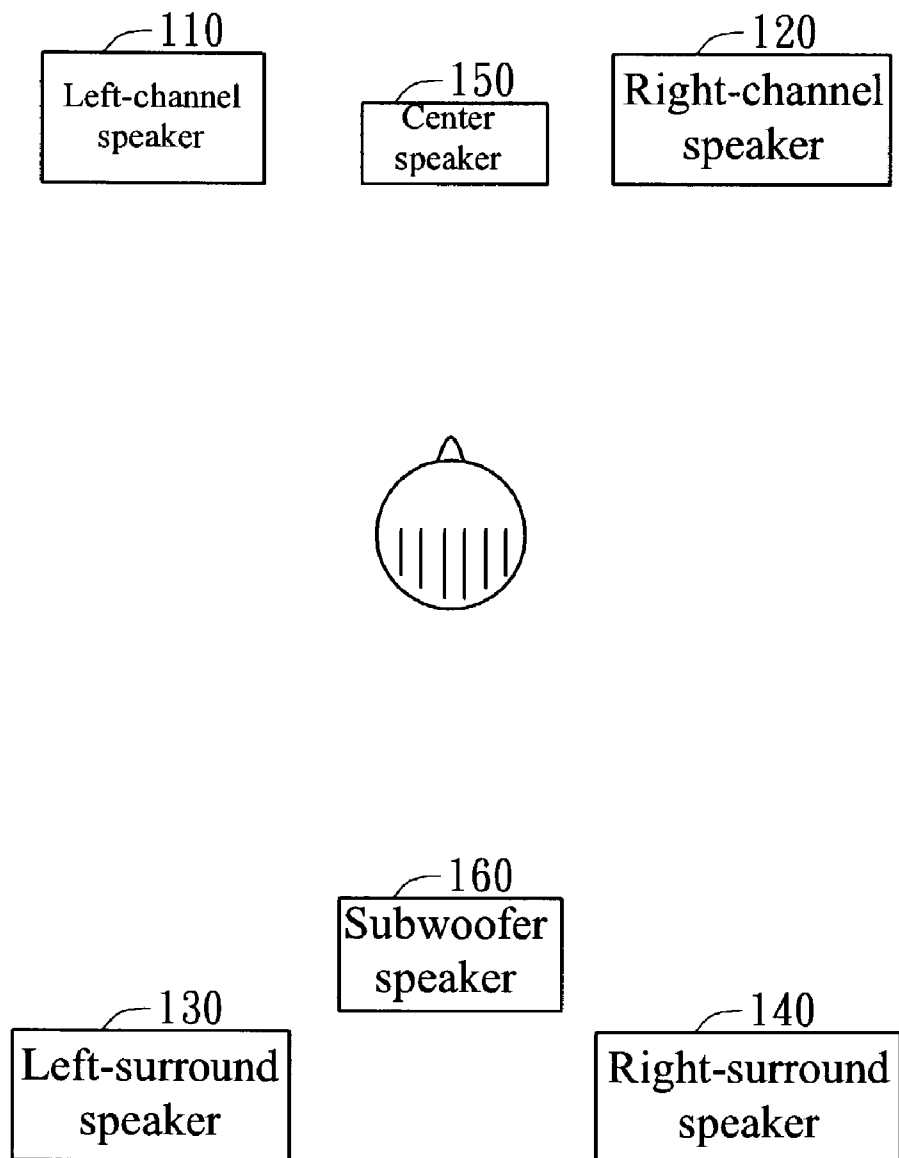 110
Left-channel
speaker
150
Center
speaker
120
Right-channel
speaker
160
Subwoofer
speaker
130
Left-surround
speaker
140
Right-surround
speaker